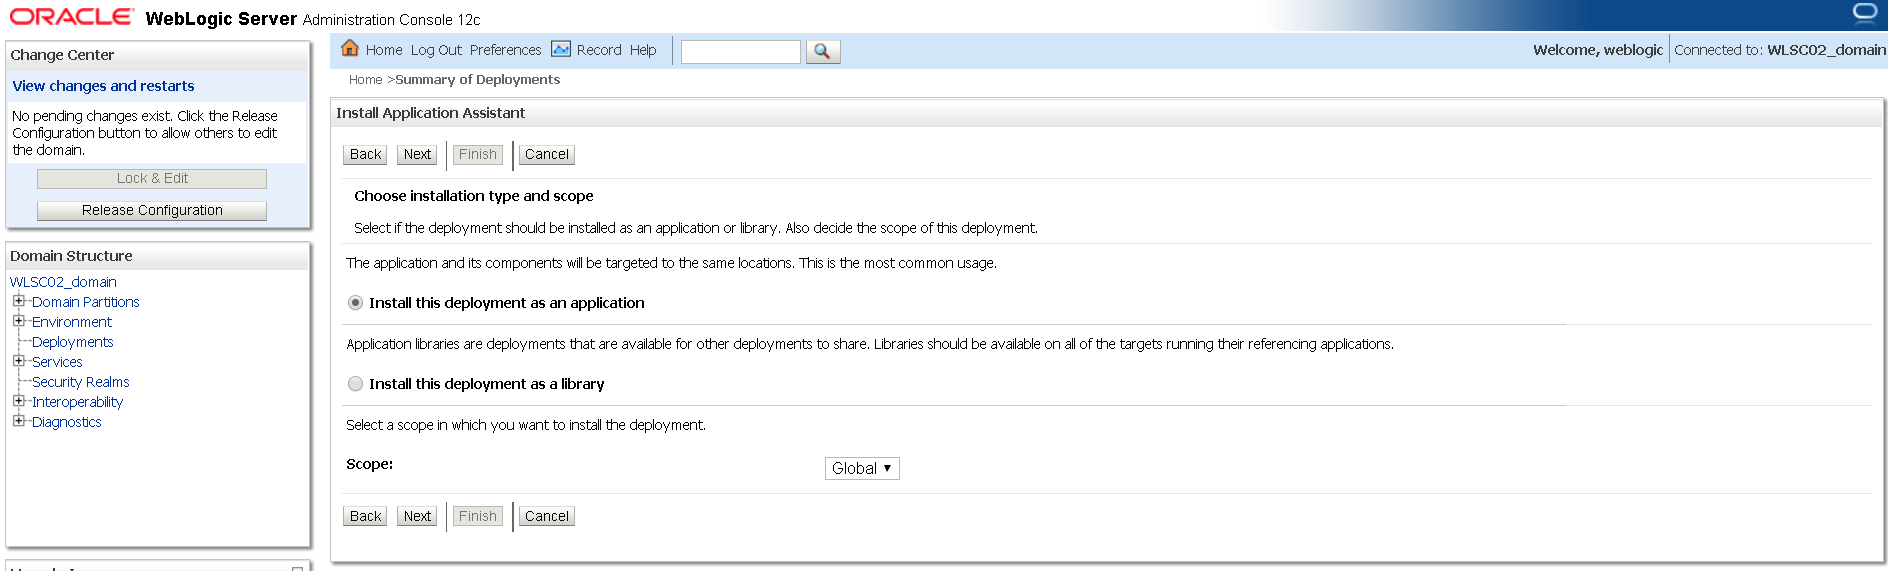 ORACLE WebLogic Server Administration Console 12c
Change Center
View changes and restarts
No pending changes exist. Click the Release
Configuration button to allow others to edit
the domain.
Lock & Edit
Release Configuration
Domain Structure
WLSC02_domain
Domain Partitions
Environment
Deployments
Services
Security Realms
Interoperability
Diagnostics
Home Log Out Preferences Record Help
Welcome, weblogic Connected to: WLSC02_domain
Home >Summary of Deployments
Install Application Assistant
Back Next Finish Cancel
Choose installation type and scope
Select if the deployment should be installed as an application or library. Also decide the scope of this deployment.
The application and its components will be targeted to the same locations. This is the most common usage.
Install this deployment as an application
Application libraries are deployments that are available for other deployments to share. Libraries should be available on all of the targets running their referencing applications.
Install this deployment as a library
Select a scope in which you want to install the deployment.
Scope: Global
Back Next Finish Cancel